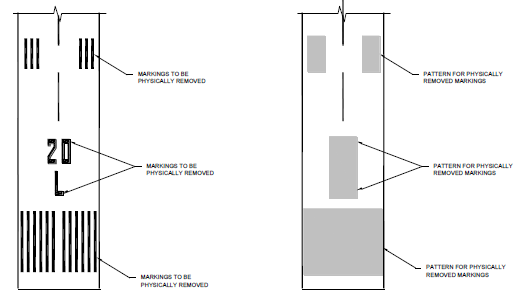 MARKINGS TO BE
PHYSICALLY REMOVED
PATTERN FOR PHYSICALLY
REMOVED MARKINGS
20
L
MARKINGS TO BE
PHYSICALLY REMOVED
PATTERN FOR PHYSICALLY
REMOVED MARKINGS
MARKINGS TO BE
PHYSICALLY REMOVED
PATTERN FOR PHYSICALLY
REMOVED MARKINGS